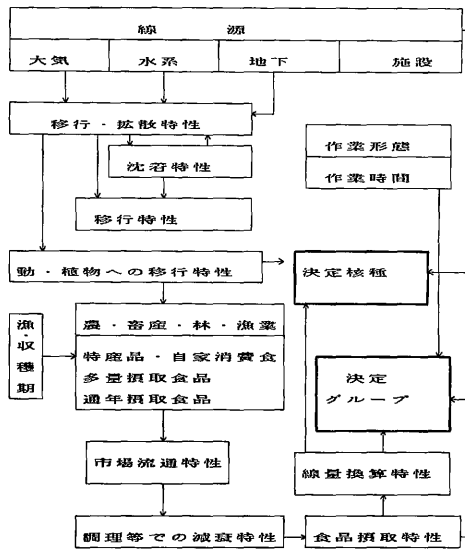 線 源
大気 水系 地下 施設
移行・拡散特性
沈着特性
移行特性
作業形態
作業時間
動・植物への移行特性
決定核種
漁・収穫期
農・畜産・林・漁業
特産品・自家消費食
多量摂取食品
通年摂取食品
決定
グループ
市場流通特性
線量換算特性
調理等での減衰特性
食品摂取特性